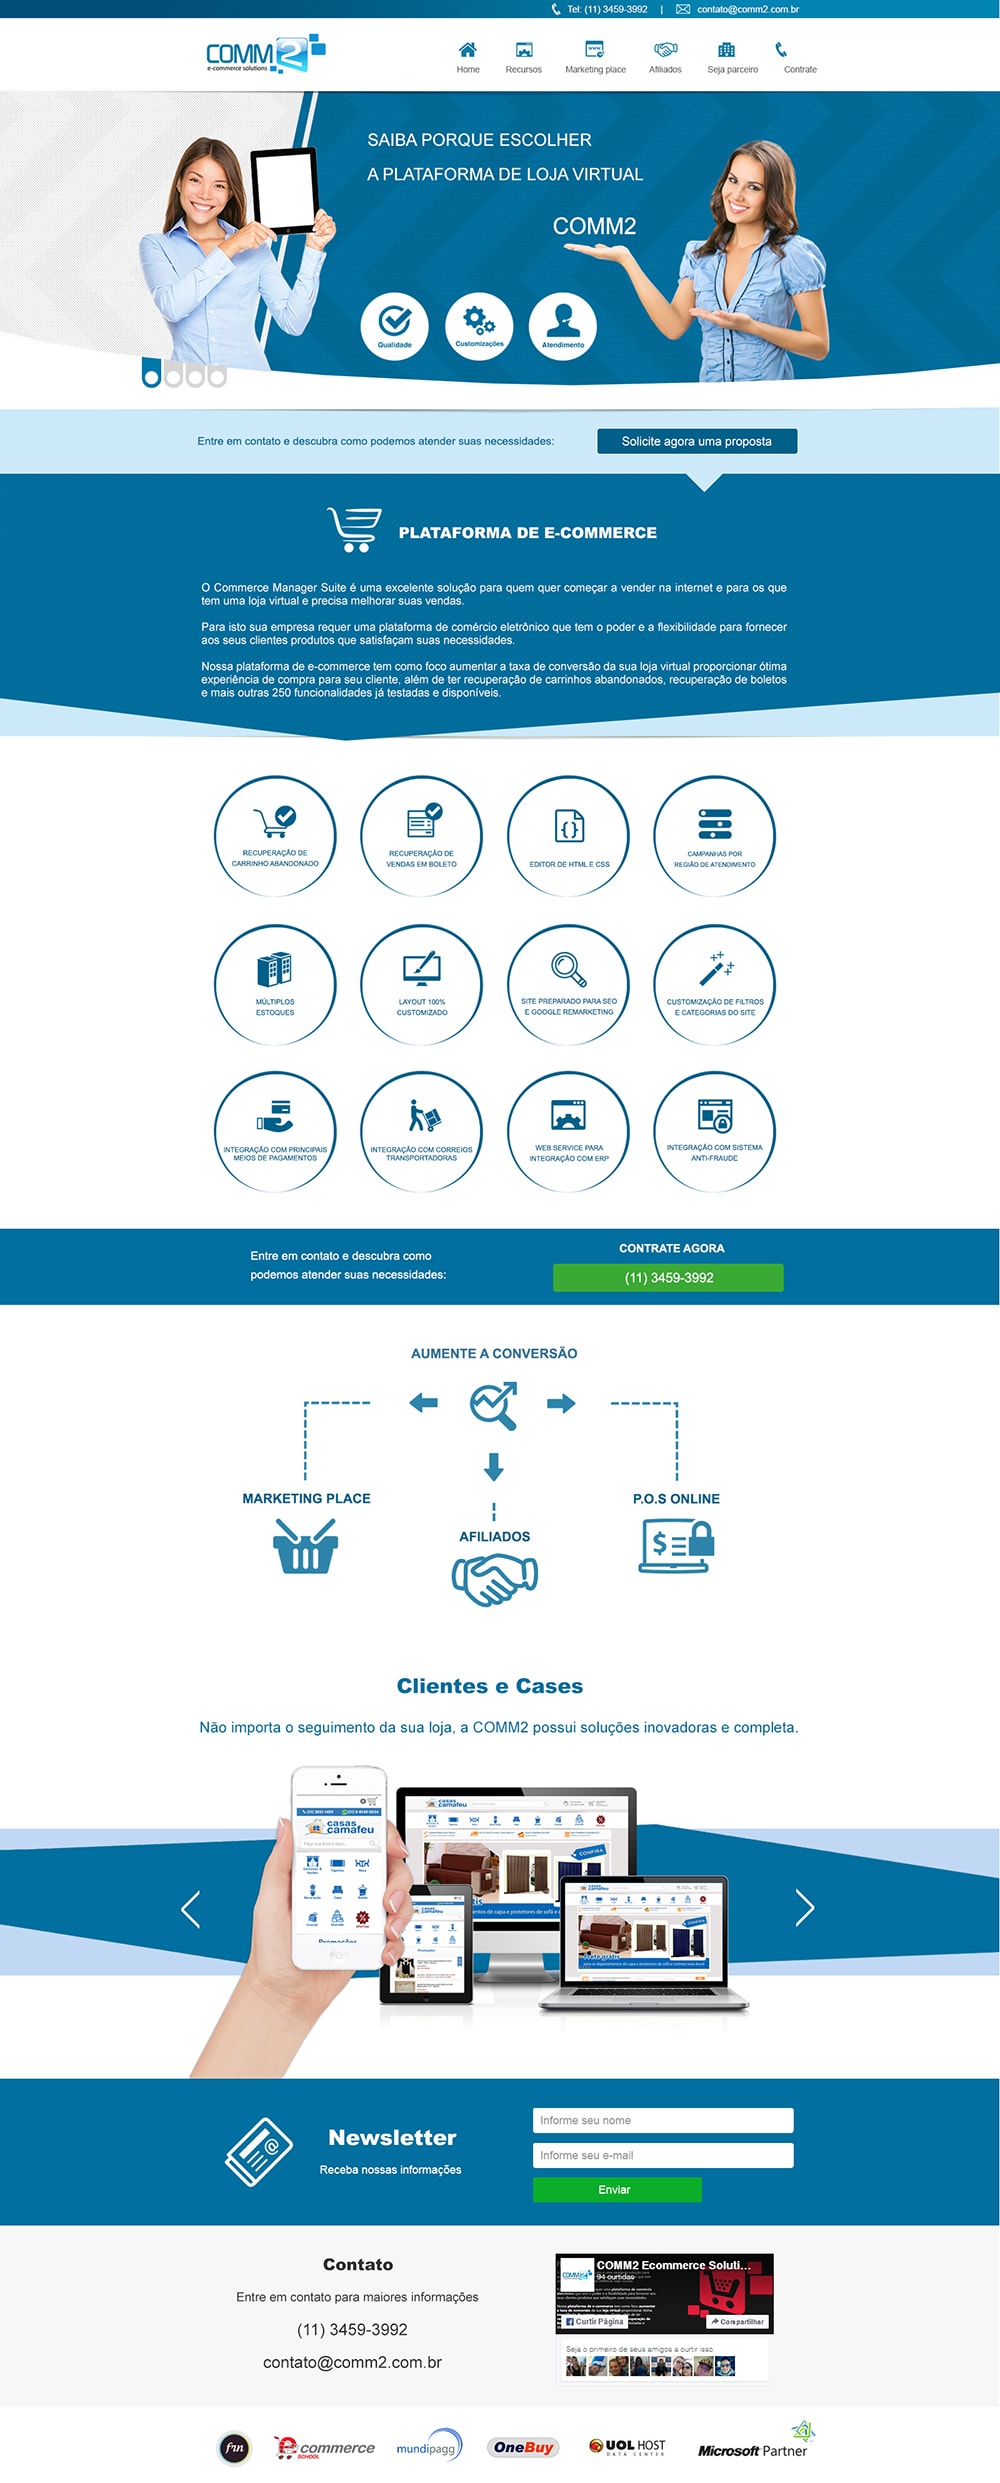 Tel: (11) 3459-3992 | contato@comm2.com.br
COMM2
e-commerce solutions
Home Recursos Marketing place Afiliados Seja parceiro Contrate
SAIBA PORQUE ESCOLHER
A PLATAFORMA DE LOJA VIRTUAL
COMM2
Qualidade Customizações Atendimento
Entre em contato e descubra como podemos atender suas necessidades: Solicite agora uma proposta
PLATAFORMA DE E-COMMERCE
O Commerce Manager Suite é uma excelente solução para quem quer começar a vender na internet e para os que
tem uma loja virtual e precisa melhorar suas vendas.
Para isto sua empresa requer uma plataforma de comércio eletrônico que tem o poder e a flexibilidade para fornecer
aos seus clientes produtos que satisfaçam suas necessidades.
Nossa plataforma de e-commerce tem como foco aumentar a taxa de conversão da sua loja virtual proporcionar ótima
experiência de compra para seu cliente, além de ter recuperação de carrinhos abandonados, recuperação de boletos
e mais outras 250 funcionalidades já testadas e disponíveis.
RECUPERAÇÃO DE
CARRINHO ABANDONADO
RECUPERAÇÃO DE
VENDAS EM BOLETO
EDITOR DE HTML E CSS
CAMPANHAS POR
REGIÃO DE ATENDIMENTO
MÚLTIPLOS
ESTOQUES
LAYOUT 100%
CUSTOMIZADO
SITE PREPARADO PARA SEO
E GOOGLE REMARKETING
CUSTOMIZAÇÃO DE FILTROS
E CATEGORIAS DO SITE
INTEGRAÇÃO COM PRINCIPAIS
MEIOS DE PAGAMENTOS
INTEGRAÇÃO COM CORREIOS
TRANSPORTADORAS
WEB SERVICE PARA
INTEGRAÇÃO COM ERP
INTEGRAÇÃO COM SISTEMA
ANTI-FRAUDE
Entre em contato e descubra como
podemos atender suas necessidades:
CONTRATE AGORA
(11) 3459-3992
AUMENTE A CONVERSÃO
MARKETING PLACE
AFILIADOS
P.O.S ONLINE
Clientes e Cases
Não importa o seguimento da sua loja, a COMM2 possui soluções inovadoras e completa.
casas
camafeu
Promoções
casas
camafeu
CONFIRA
casas
camafeu
Promoções
CONFIRA
Newsletter
Receba nossas informações
Informe seu nome
Informe seu e-mail
Enviar
Contato
Entre em contato para maiores informações
(11) 3459-3992
contato@comm2.com.br
COMM2
COMM2 Ecommerce Soluti...
94 curtidas
Curtir Página Compartilhar
Seja o primeiro de seus amigos a curtir isso.
e commerce
SCHOOL
mundipagg
OneBuy
UOL HOST
DATA CENTER
Microsoft Partner